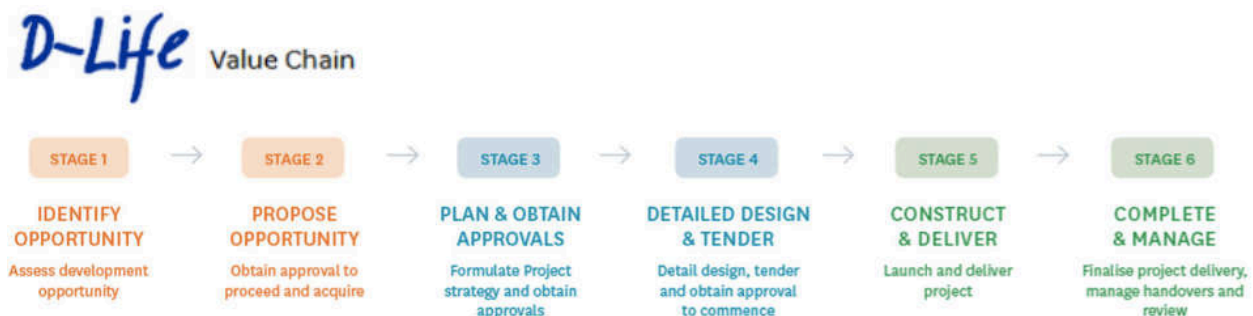 D-Life Value Chain
STAGE 1
STAGE 2
STAGE 3
STAGE 4
STAGE 5
STAGE 6
IDENTIFY
OPPORTUNITY
Assess development
opportunity
PROPOSE
OPPORTUNITY
Obtain approval to
proceed and acquire
PLAN & OBTAIN
APPROVALS
Formulate Project
strategy and obtain
approvals
DETAILED DESIGN
& TENDER
Detail design, tender
and obtain approval
to commence
CONSTRUCT
& DELIVER
Launch and deliver
project
COMPLETE
& MANAGE
Finalise project delivery,
manage handovers and
review